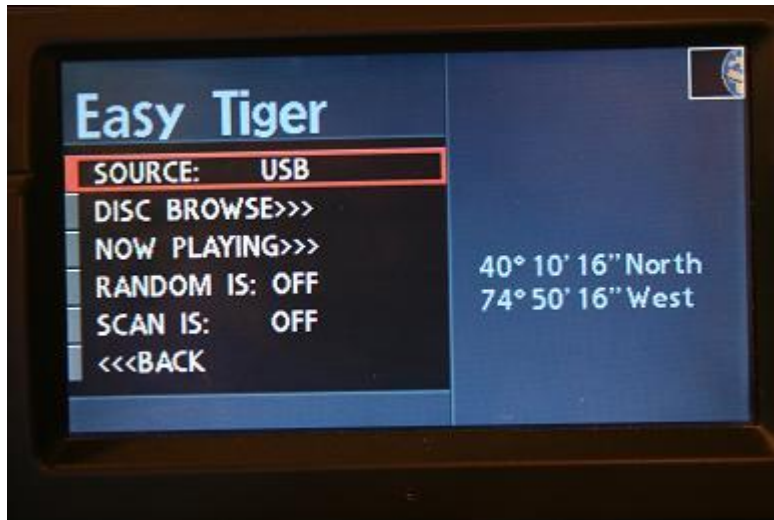 Easy Tiger
SOURCE: USB
DISC BROWSE>>>
NOW PLAYING>>>
RANDOM IS: OFF
SCAN IS: OFF
<<<BACK
40° 10' 16" North
74° 50' 16" West